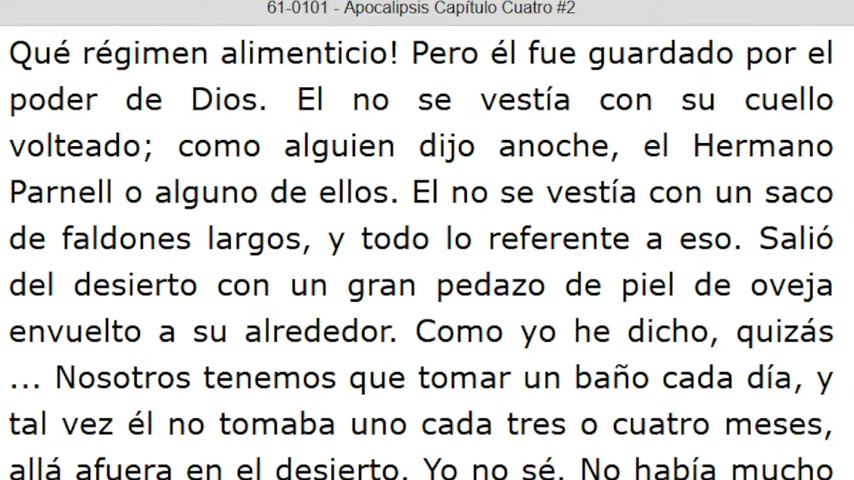 61-0101 - Apocalipsis Capítulo Cuatro #2
Qué régimen alimenticio! Pero él fue guardado por el
poder de Dios. El no se vestía con su cuello
volteado; como alguien dijo anoche, el Hermano
Parnell o alguno de ellos. El no se vestía con un saco
de faldones largos, y todo lo referente a eso. Salió
del desierto con un gran pedazo de piel de oveja
envuelto a su alrededor. Como yo he dicho, quizás
... Nosotros tenemos que tomar un baño cada día, y
tal vez él no tomaba uno cada tres o cuatro meses,
allá afuera en el desierto. Yo no sé. No había mucho